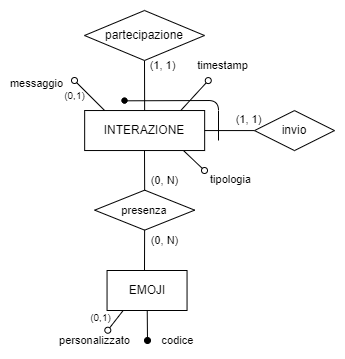 partecipazione
(1, 1)
timestamp
messaggio
(0,1)
(1, 1)
INTERAZIONE
invio
(0, N)
tipologia
presenza
(0, N)
EMOJI
(0,1)
personalizzato
codice